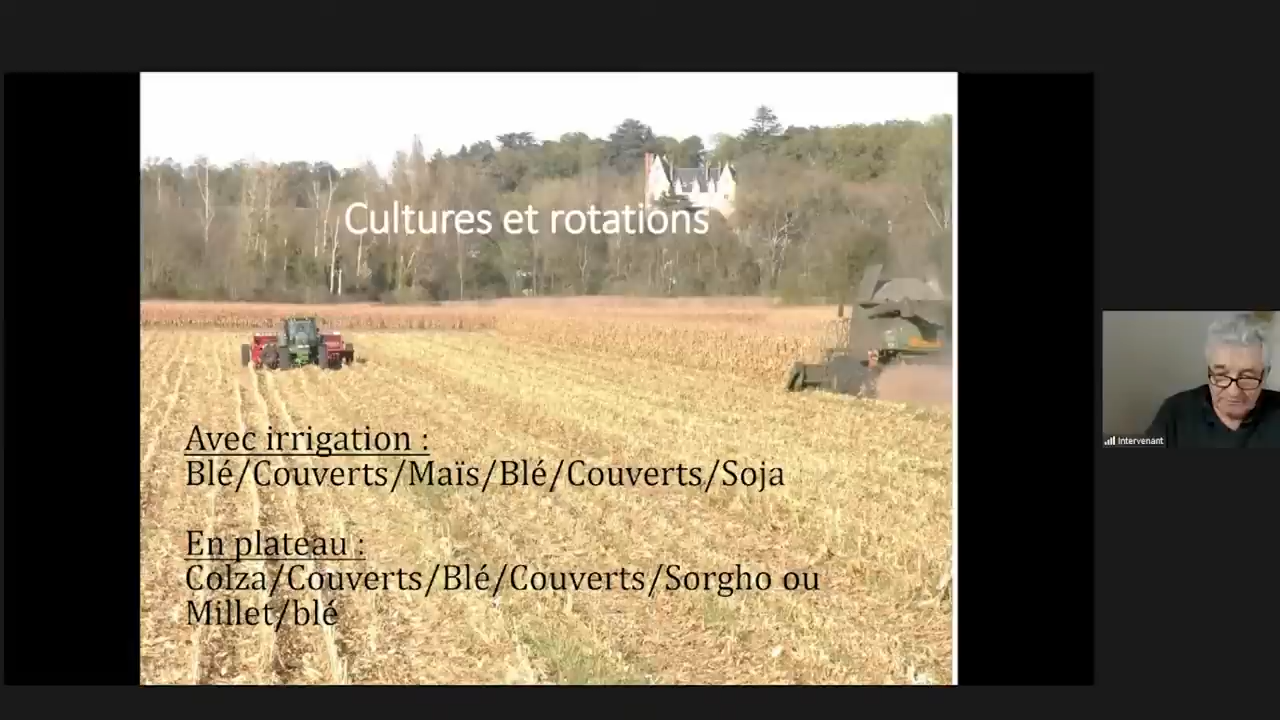 Cultures et rotations
Avec irrigation :
Blé/Couverts/Maïs/Blé/Couverts/Soja
En plateau :
Colza/Couverts/Blé/Couverts/Sorgho ou
Millet/blé
Intervenant